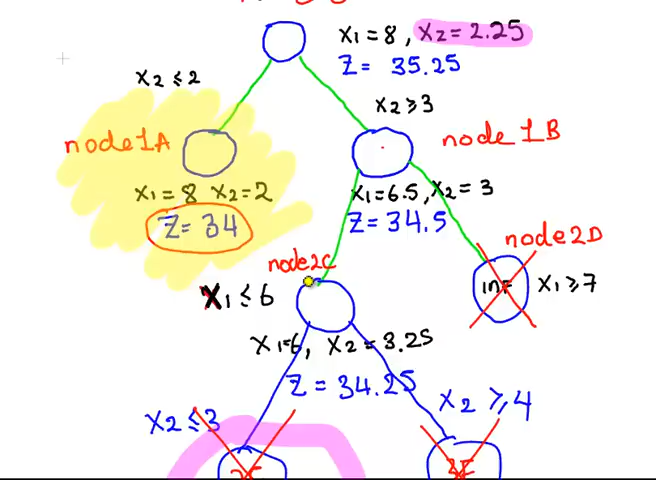 x₁=8, x₂=2.25
Z= 35.25
x₂≤2
x₂≥3
node1A
node 1B
x₁=8 x₂=2
x₁=6.5, x₂=3
Z= 34
Z=34.5
node2D
node2C
inf
x₁≥7
x₁≤6
x₁=6, x₂=3.25
Z=34.25
x₂≤3
x₂≥4